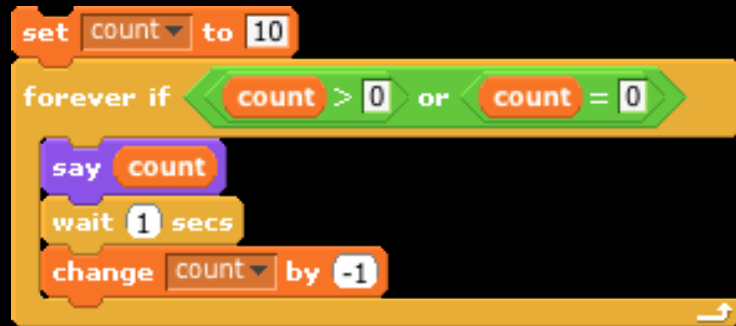 set count to 10
forever if count > 0 or count = 0
say count
wait 1 secs
change count by -1